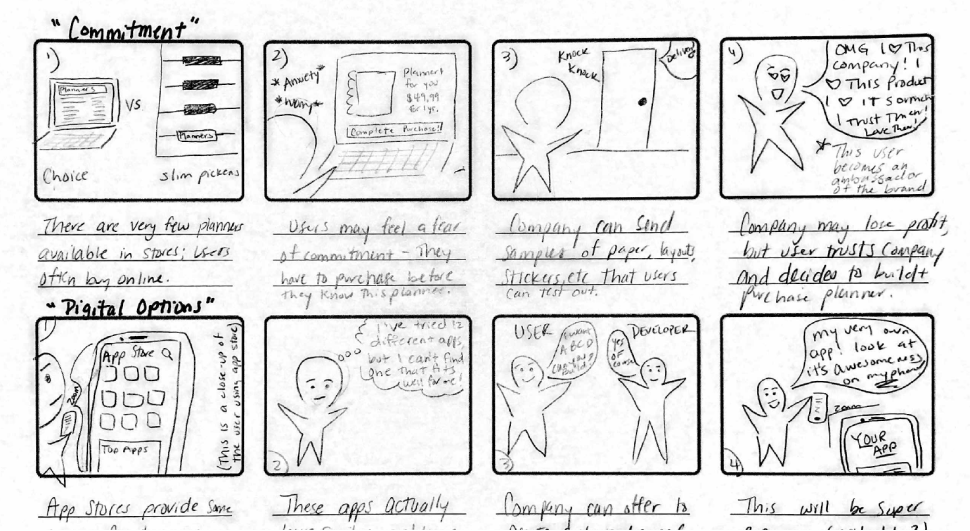 "Commitment"
1)
Planners
VS.
Planners
Choice
slim pickens
There are very few planners
available in stores; users
often buy online.
2)
*Anxiety*
*Worry*
Planners
for you
$49.99
for 1yr.
Complete Purchase!
Users may feel a fear
of commitment - They
have to purchase before
they know this planner.
3)
Knock
Knock
Delivery
Company can send
samples of paper, layouts,
stickers, etc that users
can test out.
4)
OMG I ♡ This
company! I
♡ This Product
I ♡ it so much
I trust Them!
Love Them!
* This user
becomes an
ambassador
of the brand
Company may lose profit,
but user trusts company
and decides to build +
purchase planner.
"Digital Options"
1
App Store
Top Apps
zoom
(This is a close-up of
the user using app store)
App Stores provide some
2
I've tried 12
different apps,
but I can't find
one that fits
well for me!
These apps actually
3
USER
I want
A B C D
DEVELOPER
Yes
of course
Company can offer to
4
my very own
app! look at
it's awesomeness
on my phone
zoom
YOUR
APP
This will be super